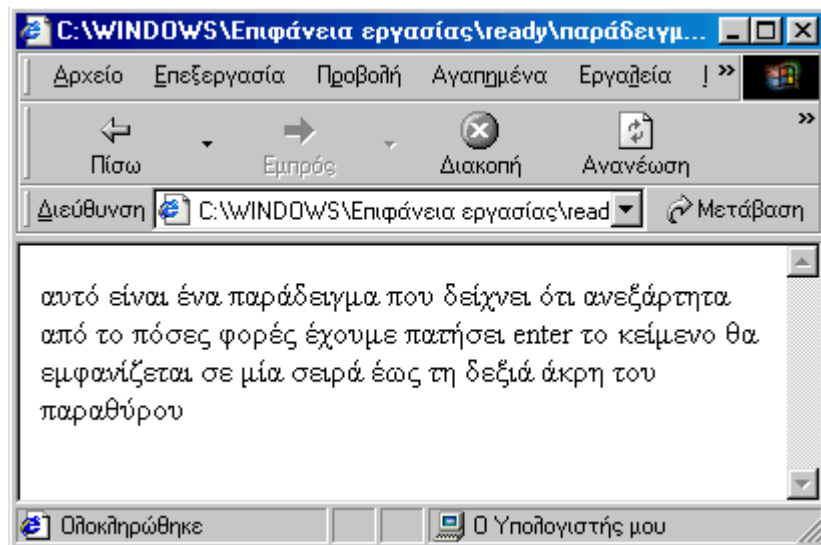 C:\WINDOWS\Επιφάνεια εργασίας\ready\παράδειγμ...
Αρχείο Επεξεργασία Προβολή Αγαπημένα Εργαλεία »
Πίσω Εμπρός Διακοπή Ανανέωση »
Διεύθυνση C:\WINDOWS\Επιφάνεια εργασίας\read Μετάβαση
αυτό είναι ένα παράδειγμα που δείχνει ότι ανεξάρτητα
από το πόσες φορές έχουμε πατήσει enter το κείμενο θα
εμφανίζεται σε μία σειρά έως τη δεξιά άκρη του
παραθύρου
Ολοκληρώθηκε Ο Υπολογιστής μου